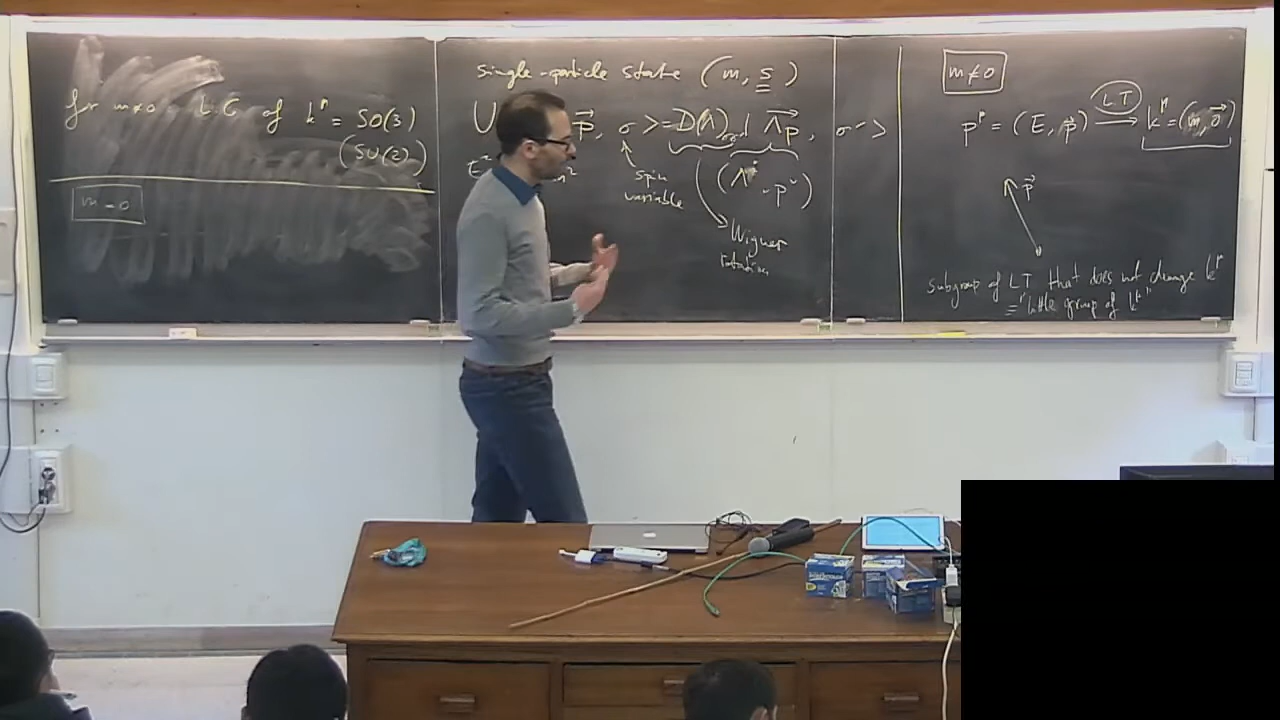 for m≠0 L.G of k^μ = SO(3)
(SU(2))
m=0
single-particle state (m, s)
U p⃗, σ > = D(Λ)σσ' | Λp⃗, σ' >
spin
variable
(Λ^μ_ν p^ν)
Wigner
rotation
m≠0
p^μ = (E, p⃗) LT→ k^μ = (m, 0⃗)
p⃗
subgroup of LT that does not change k^μ
= "little group of k^μ"